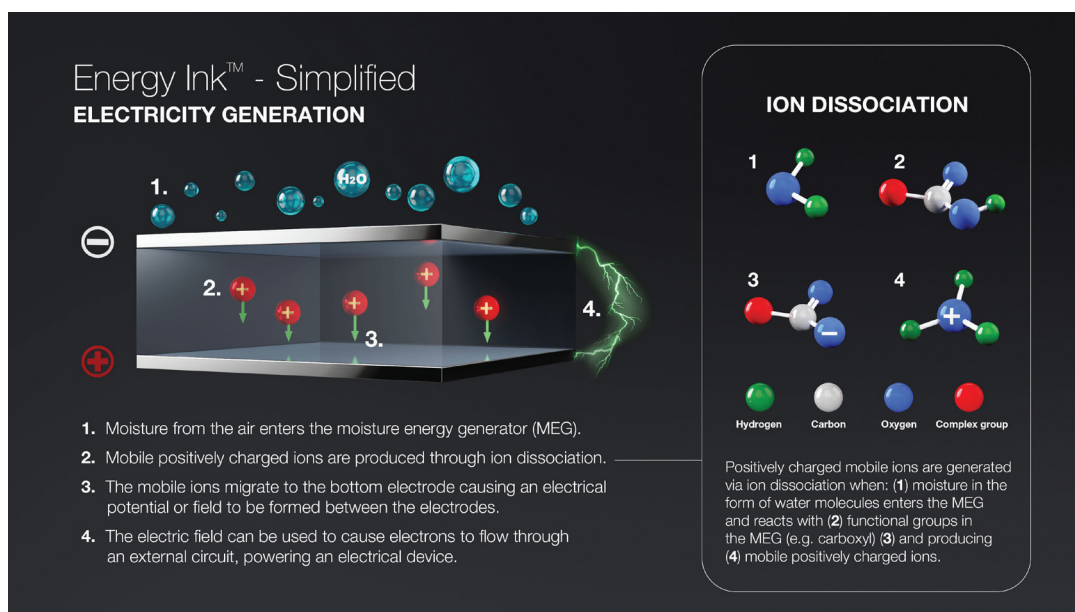 Energy Ink™ - Simplified
ELECTRICITY GENERATION
1.
H₂O
−
2.
+
+
+
+
+
3.
4.
+
1. Moisture from the air enters the moisture energy generator (MEG).
2. Mobile positively charged ions are produced through ion dissociation.
3. The mobile ions migrate to the bottom electrode causing an electrical
potential or field to be formed between the electrodes.
4. The electric field can be used to cause electrons to flow through
an external circuit, powering an electrical device.
ION DISSOCIATION
1
2
3
−
4
+
Hydrogen
Carbon
Oxygen
Complex group
Positively charged mobile ions are generated
via ion dissociation when: (1) moisture in the
form of water molecules enters the MEG
and reacts with (2) functional groups in
the MEG (e.g. carboxyl) (3) and producing
(4) mobile positively charged ions.